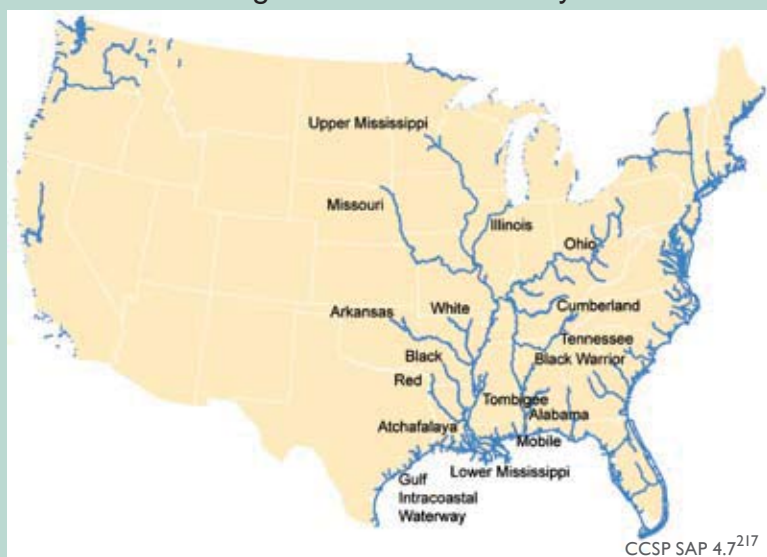 Upper Mississippi
Missouri
Illinois
Ohio
Arkansas
White
Cumberland
Tennessee
Black
Black Warrior
Red
Tombigee
Alabama
Atchafalaya
Mobile
Lower Mississippi
Gulf
Intracoastal
Waterway
CCSP SAP 4.7217